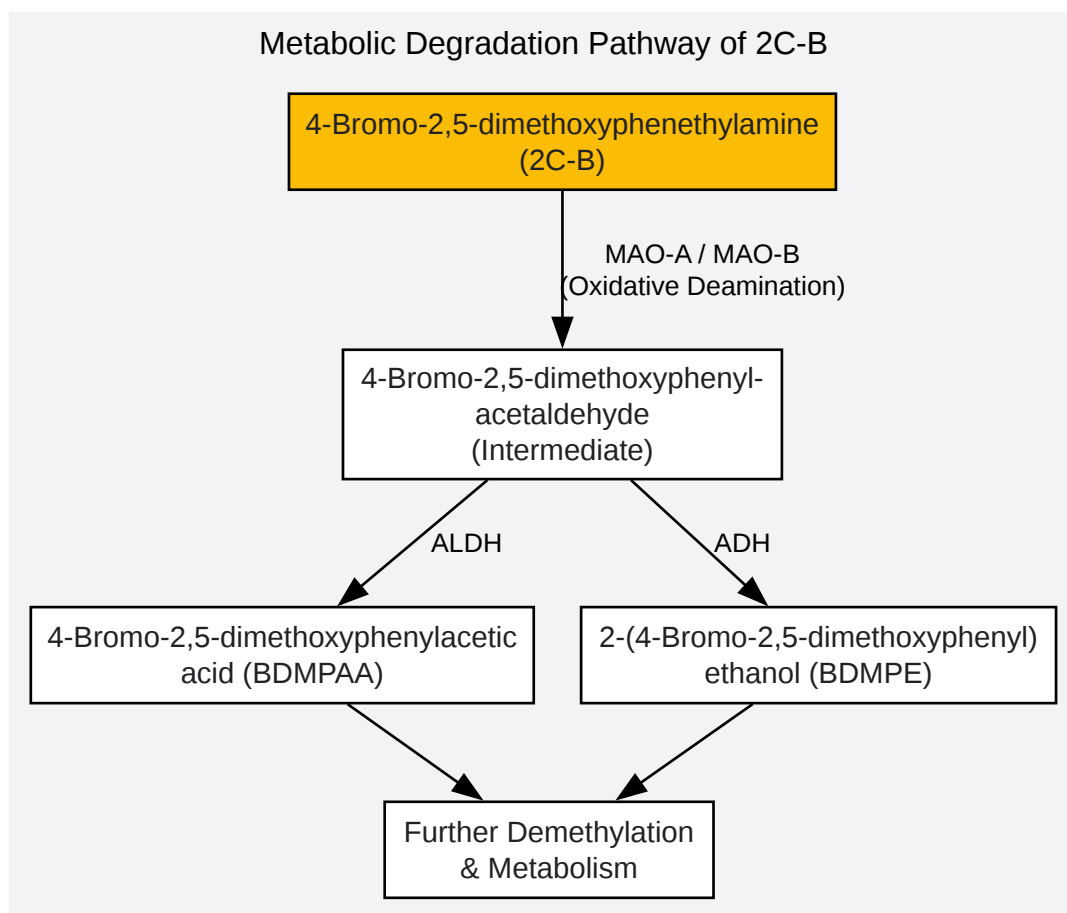 Metabolic Degradation Pathway of 2C-B
4-Bromo-2,5-dimethoxyphenethylamine
(2C-B)
MAO-A / MAO-B
(Oxidative Deamination)
4-Bromo-2,5-dimethoxyphenyl-
acetaldehyde
(Intermediate)
ALDH
ADH
4-Bromo-2,5-dimethoxyphenylacetic
acid (BDMPAA)
2-(4-Bromo-2,5-dimethoxyphenyl)
ethanol (BDMPE)
Further Demethylation
& Metabolism